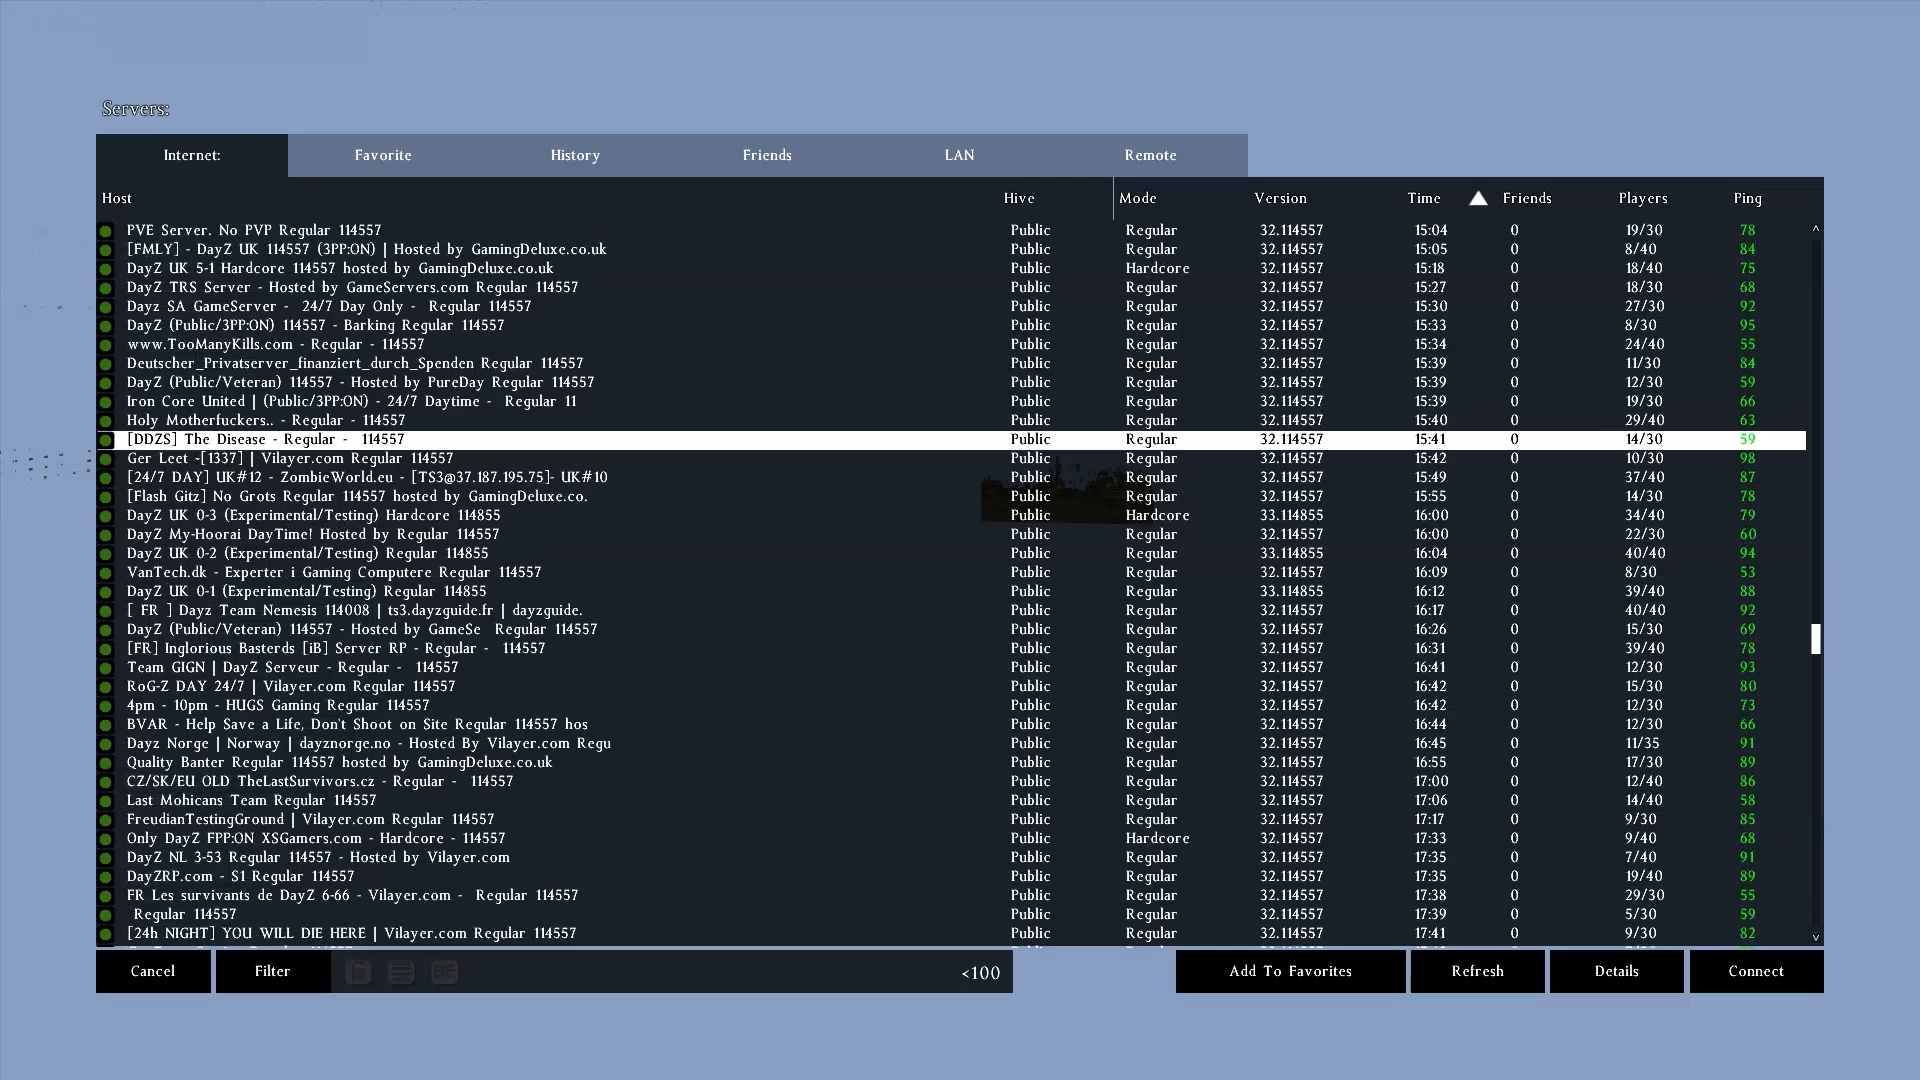 Servers:
Internet: Favorite History Friends LAN Remote
Host Hive Mode Version Time Friends Players Ping
PVE Server. No PVP Regular 114557 Public Regular 32.114557 15:04 0 19/30 78
[FMLY] - DayZ UK 114557 (3PP:ON) | Hosted by GamingDeluxe.co.uk Public Regular 32.114557 15:05 0 8/40 84
DayZ UK 5-1 Hardcore 114557 hosted by GamingDeluxe.co.uk Public Hardcore 32.114557 15:18 0 18/40 75
DayZ TRS Server - Hosted by GameServers.com Regular 114557 Public Regular 32.114557 15:27 0 18/30 68
Dayz SA GameServer - 24/7 Day Only - Regular 114557 Public Regular 32.114557 15:30 0 27/30 92
DayZ (Public/3PP:ON) 114557 - Barking Regular 114557 Public Regular 32.114557 15:33 0 8/30 95
www.TooManyKills.com - Regular - 114557 Public Regular 32.114557 15:34 0 24/40 55
Deutscher_Privatserver_finanziert_durch_Spenden Regular 114557 Public Regular 32.114557 15:39 0 11/30 84
DayZ (Public/Veteran) 114557 - Hosted by PureDay Regular 114557 Public Regular 32.114557 15:39 0 12/30 59
Iron Core United | (Public/3PP:ON) - 24/7 Daytime - Regular 11 Public Regular 32.114557 15:39 0 19/30 66
Holy Motherfuckers.. - Regular - 114557 Public Regular 32.114557 15:40 0 29/40 63
[DDZS] The Disease - Regular - 114557 Public Regular 32.114557 15:41 0 14/30 59
Ger Leet ~[1337] | Vilayer.com Regular 114557 Public Regular 32.114557 15:42 0 10/30 98
[24/7 DAY] UK#12 - ZombieWorld.eu - [TS3@37.187.195.75]- UK#10 Public Regular 32.114557 15:49 0 37/40 87
[Flash Gitz] No Grots Regular 114557 hosted by GamingDeluxe.co. Public Regular 32.114557 15:55 0 14/30 78
DayZ UK 0-3 (Experimental/Testing) Hardcore 114855 Public Hardcore 33.114855 16:00 0 34/40 79
DayZ My-Hoorai DayTime! Hosted by Regular 114557 Public Regular 32.114557 16:00 0 22/30 60
DayZ UK 0-2 (Experimental/Testing) Regular 114855 Public Regular 33.114855 16:04 0 40/40 94
VanTech.dk - Experter i Gaming Computere Regular 114557 Public Regular 32.114557 16:09 0 8/30 53
DayZ UK 0-1 (Experimental/Testing) Regular 114855 Public Regular 33.114855 16:12 0 39/40 88
[ FR ] Dayz Team Nemesis 114008 | ts3.dayzguide.fr | dayzguide. Public Regular 32.114557 16:17 0 40/40 92
DayZ (Public/Veteran) 114557 - Hosted by GameSe Regular 114557 Public Regular 32.114557 16:26 0 15/30 69
[FR] Inglorious Basterds [iB] Server RP - Regular - 114557 Public Regular 32.114557 16:31 0 39/40 78
Team GIGN | DayZ Serveur - Regular - 114557 Public Regular 32.114557 16:41 0 12/30 93
RoG-Z DAY 24/7 | Vilayer.com Regular 114557 Public Regular 32.114557 16:42 0 15/30 80
4pm - 10pm - HUGS Gaming Regular 114557 Public Regular 32.114557 16:42 0 12/30 73
BVAR - Help Save a Life, Don't Shoot on Site Regular 114557 hos Public Regular 32.114557 16:44 0 12/30 66
Dayz Norge | Norway | dayznorge.no - Hosted By Vilayer.com Regu Public Regular 32.114557 16:45 0 11/35 91
Quality Banter Regular 114557 hosted by GamingDeluxe.co.uk Public Regular 32.114557 16:55 0 17/30 89
CZ/SK/EU OLD TheLastSurvivors.cz - Regular - 114557 Public Regular 32.114557 17:00 0 12/40 86
Last Mohicans Team Regular 114557 Public Regular 32.114557 17:06 0 14/40 58
FreudianTestingGround | Vilayer.com Regular 114557 Public Regular 32.114557 17:17 0 9/30 85
Only DayZ FPP:ON XSGamers.com - Hardcore - 114557 Public Hardcore 32.114557 17:33 0 9/40 68
DayZ NL 3-53 Regular 114557 - Hosted by Vilayer.com Public Regular 32.114557 17:35 0 7/40 91
DayZRP.com - S1 Regular 114557 Public Regular 32.114557 17:35 0 19/40 89
FR Les survivants de DayZ 6-66 - Vilayer.com - Regular 114557 Public Regular 32.114557 17:38 0 29/30 55
Regular 114557 Public Regular 32.114557 17:39 0 5/30 59
[24h NIGHT] YOU WILL DIE HERE | Vilayer.com Regular 114557 Public Regular 32.114557 17:41 0 9/30 82
Cancel Filter BE <100 Add To Favorites Refresh Details Connect